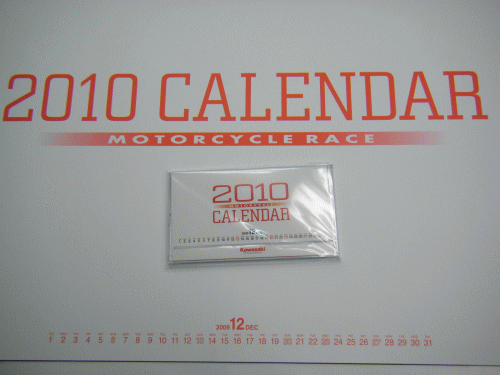 2010 CALENDAR
MOTORCYCLE RACE
2010
MOTORCYCLE
CALENDAR
Kawasaki
2009 12 DEC
1 2 3 4 5 6 7 8 9 10 11 12 13 14 15 16 17 18 19 20 21 22 23 24 25 26 27 28 29 30 31